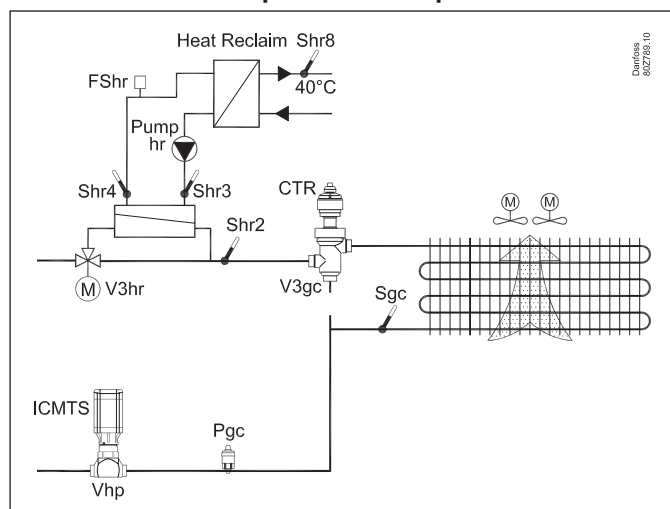 Heat Reclaim
Shr8
FShr
40°C
Pump
hr
Shr4
Shr3
CTR
M
M
Shr2
M
V3hr
V3gc
Sgc
ICMTS
Pgc
Vhp
Danfoss
80Z789.10